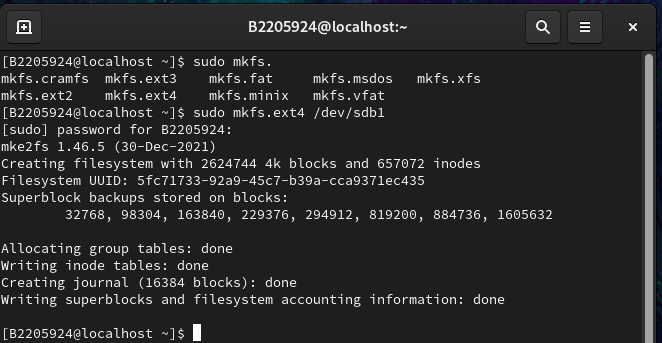 B2205924@localhost:~
[B2205924@localhost ~]$ sudo mkfs.
mkfs.cramfs mkfs.ext3 mkfs.fat mkfs.msdos mkfs.xfs
mkfs.ext2 mkfs.ext4 mkfs.minix mkfs.vfat
[B2205924@localhost ~]$ sudo mkfs.ext4 /dev/sdb1
[sudo] password for B2205924:
mke2fs 1.46.5 (30-Dec-2021)
Creating filesystem with 2624744 4k blocks and 657072 inodes
Filesystem UUID: 5fc71733-92a9-45c7-b39a-cca9371ec435
Superblock backups stored on blocks:
32768, 98304, 163840, 229376, 294912, 819200, 884736, 1605632
Allocating group tables: done
Writing inode tables: done
Creating journal (16384 blocks): done
Writing superblocks and filesystem accounting information: done
[B2205924@localhost ~]$